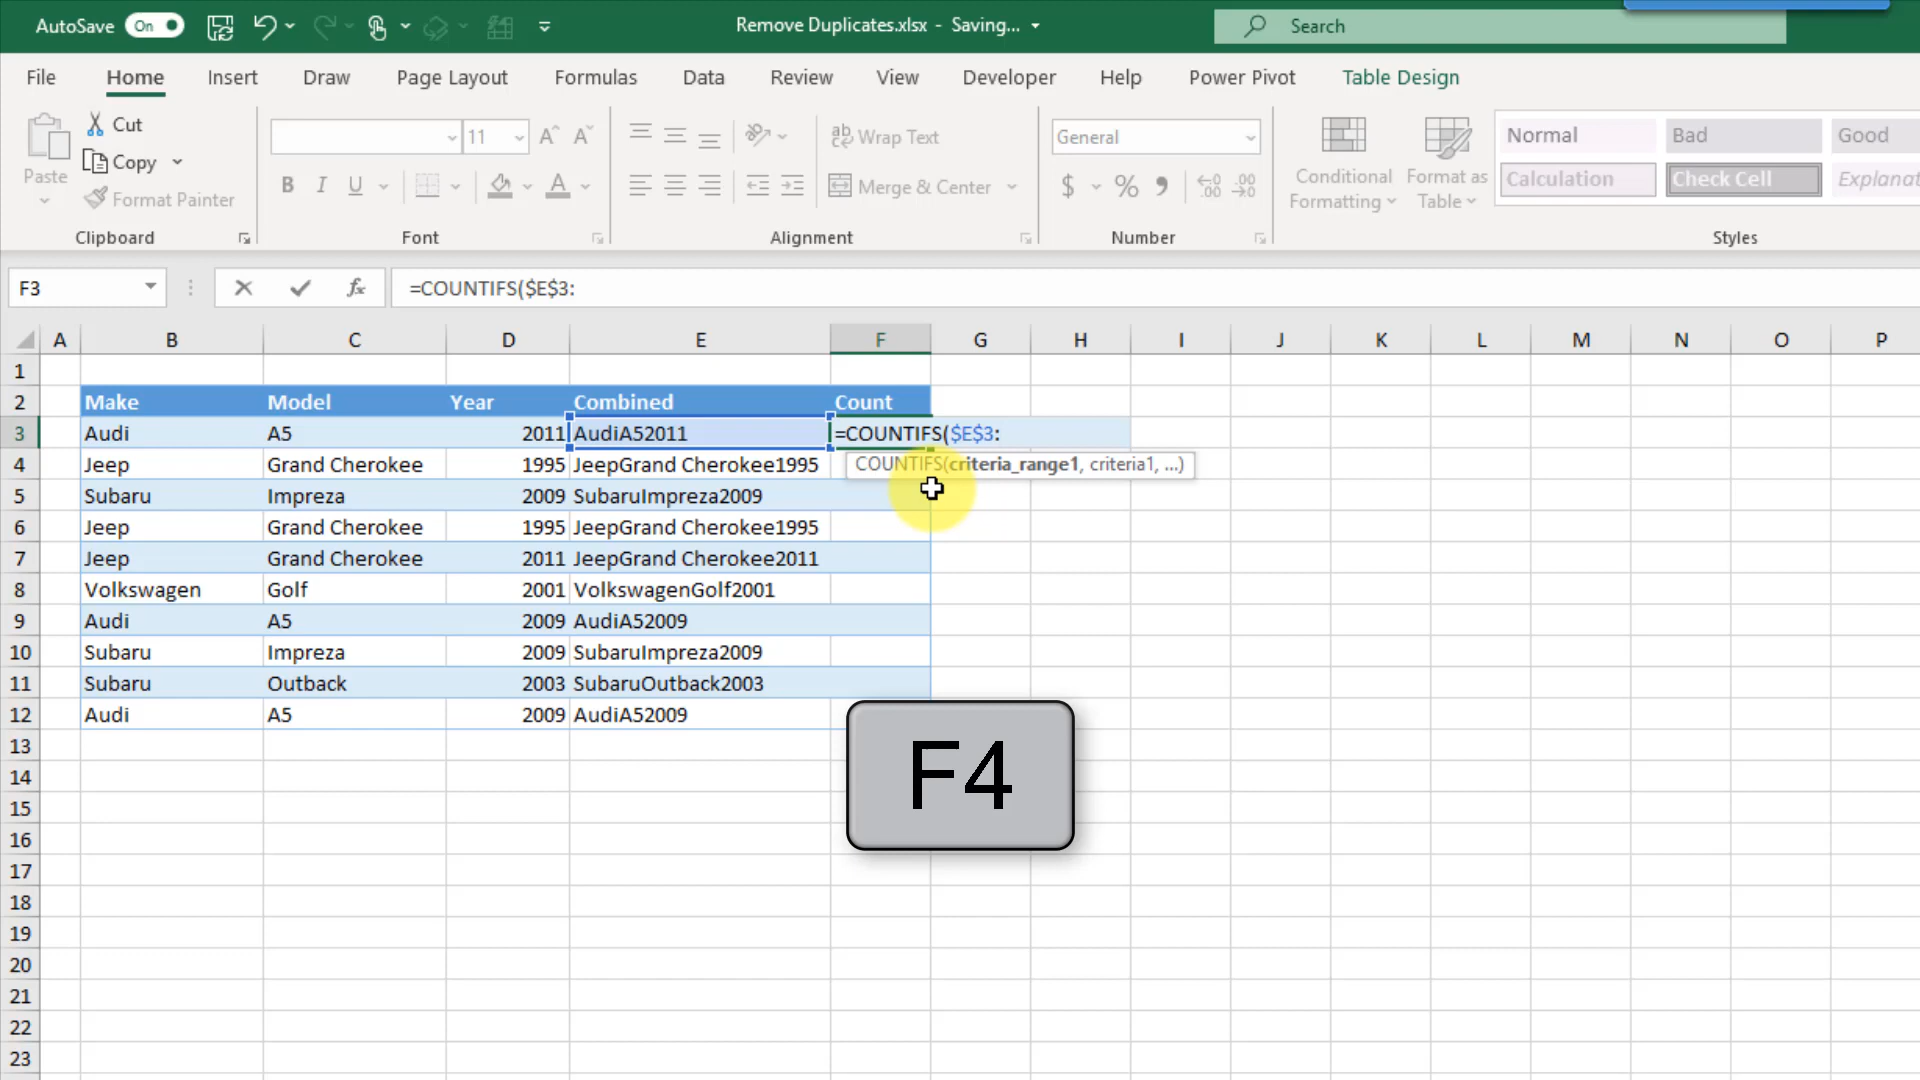 AutoSave On Remove Duplicates.xlsx - Saving... Search
File Home Insert Draw Page Layout Formulas Data Review View Developer Help Power Pivot Table Design
Paste Cut Copy Format Painter
Clipboard
11
B I U A
Font
ab Wrap Text
Merge & Center
Alignment
General
$ % 9 .00
Number
Conditional Formatting
Format as Table
Normal Bad Good
Calculation Check Cell Explanat
Styles
F3 fx =COUNTIFS($E$3:
A B C D E F G H I J K L M N O P
1
2 Make Model Year Combined Count
3 Audi A5 2011 AudiA52011 =COUNTIFS($E$3:
4 Jeep Grand Cherokee 1995 JeepGrand Cherokee1995 COUNTIFS(criteria_range1, criteria1, ...)
5 Subaru Impreza 2009 SubaruImpreza2009
6 Jeep Grand Cherokee 1995 JeepGrand Cherokee1995
7 Jeep Grand Cherokee 2011 JeepGrand Cherokee2011
8 Volkswagen Golf 2001 VolkswagenGolf2001
9 Audi A5 2009 AudiA52009
10 Subaru Impreza 2009 SubaruImpreza2009
11 Subaru Outback 2003 SubaruOutback2003
12 Audi A5 2009 AudiA52009
13
14
F4
15
16
17
18
19
20
21
22
23